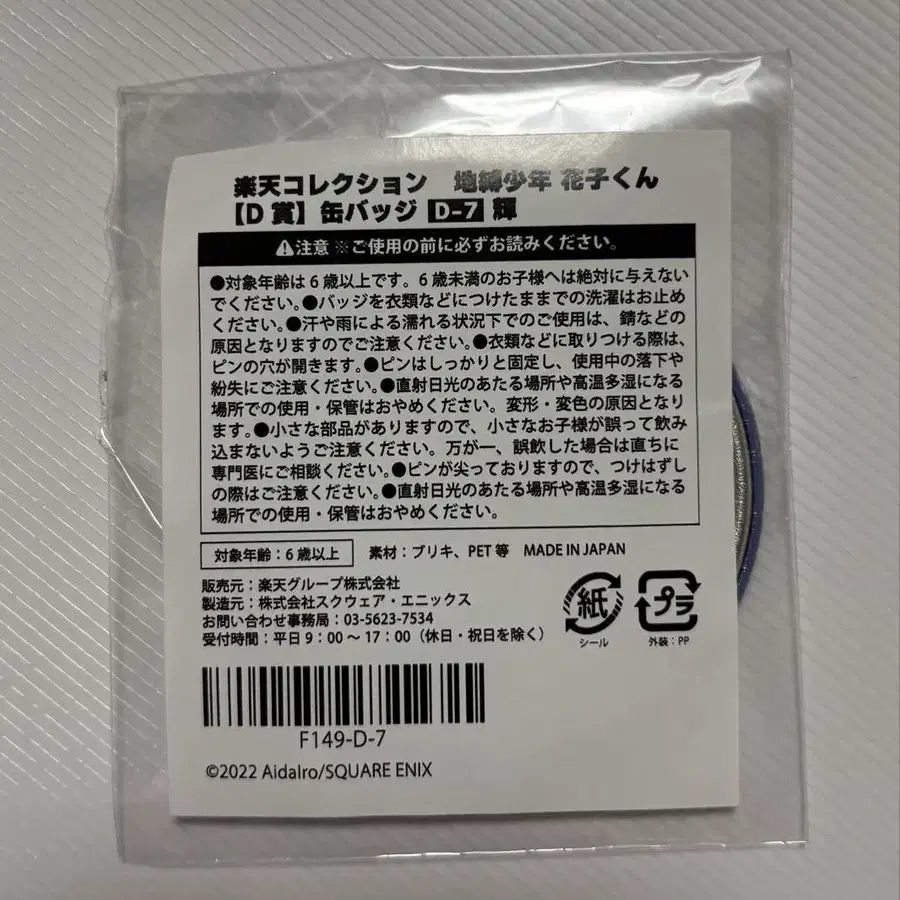 楽天コレクション　地縛少年 花子くん
【D 賞】缶バッジ D-7 輝
注意 ※ご使用の前に必ずお読みください。
●対象年齢は6歳以上です。6歳未満のお子様へは絶対に与えない
でください。●バッジを衣類などにつけたままでの洗濯はお止め
ください。●汗や雨による濡れる状況下でのご使用は、錆などの
原因となりますのでご注意ください。●衣類などに取りつける際は、
ピンの穴が開きます。●ピンはしっかりと固定し、使用中の落下や
紛失にご注意ください。●直射日光のあたる場所や高温多湿になる
場所での使用・保管はおやめください。変形・変色の原因となりま
す。●小さな部品がありますので、小さなお子様が誤って飲み
込まないようご注意ください。万が一、誤飲した場合は直ちに
専門医にご相談ください。●ピンが尖っておりますので、つけはずし
の際はご注意ください。●直射日光のあたる場所や高温多湿になる
場所での使用・保管はおやめください。
対象年齢：6歳以上　素材：ブリキ、PET等　MADE IN JAPAN
販売元：楽天グループ株式会社
製造元：株式会社スクウェア・エニックス
お問い合わせ事務局：03-5623-7534
受付時間：平日9：00～17：00（休日・祝日を除く）
紙
シール
プラ
外装：PP
F149-D-7
©2022 AidaIro/SQUARE ENIX